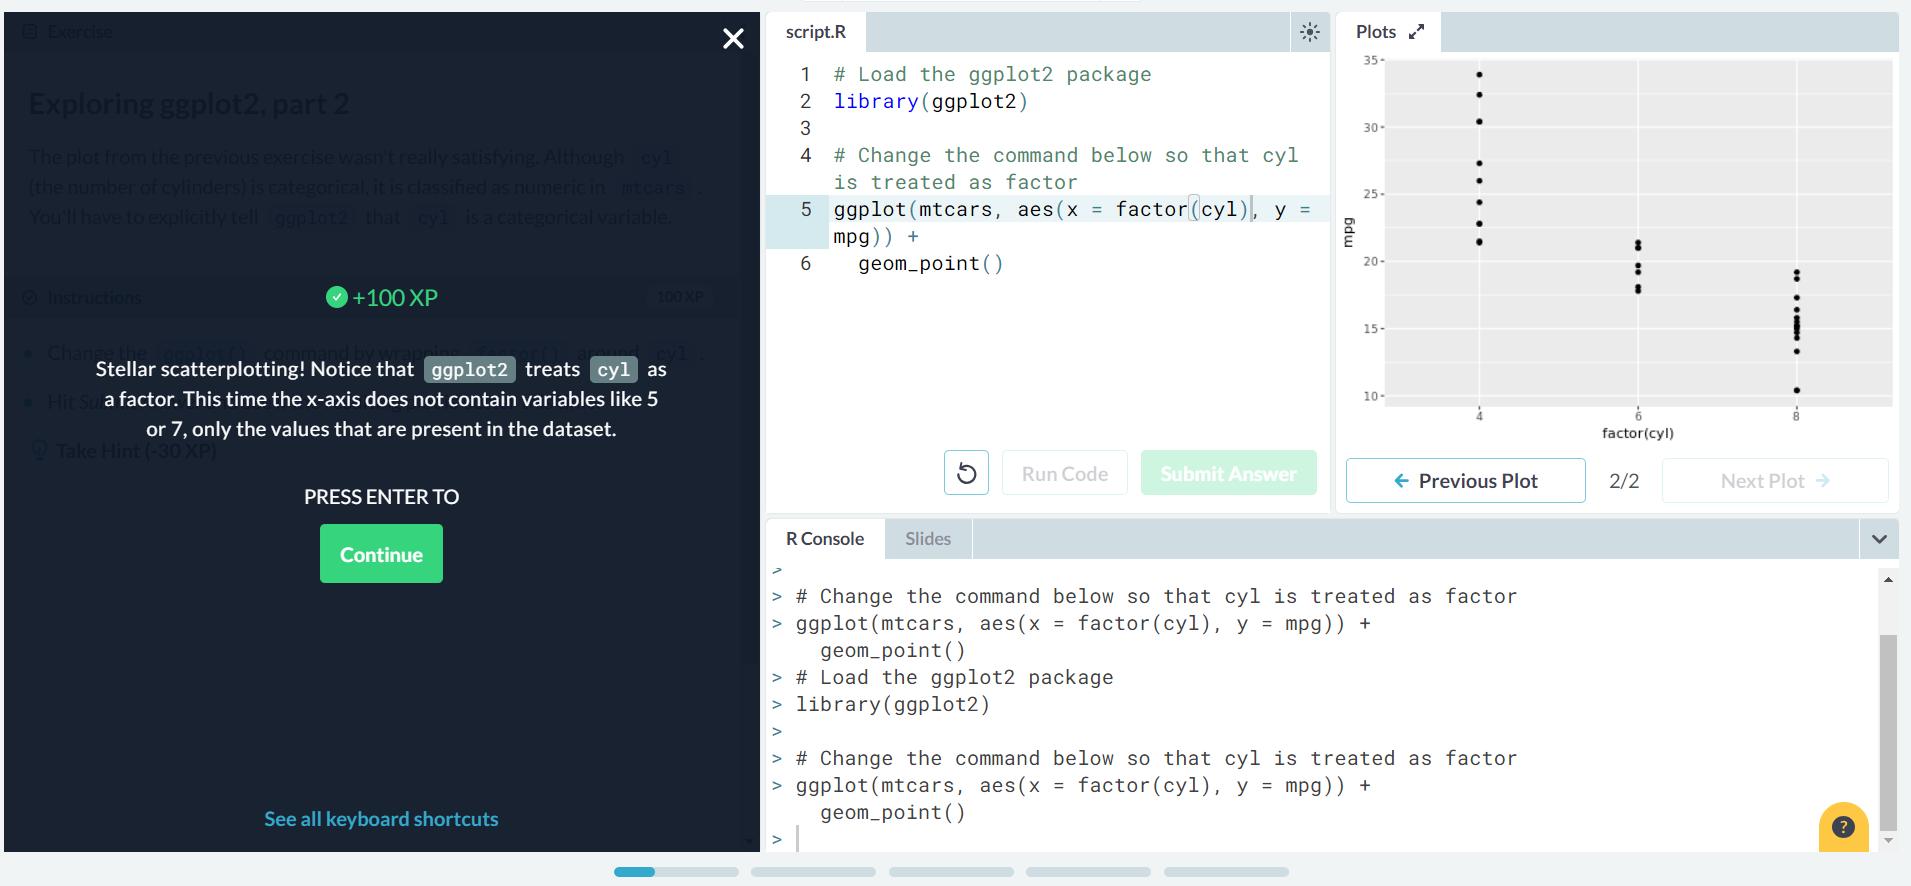 Exercise
Exploring ggplot2, part 2
The plot from the previous exercise wasn't really satisfying. Although cyl
(the number of cylinders) is categorical, it is classified as numeric in mtcars .
You'll have to explicitly tell ggplot2 that cyl is a categorical variable.
Instructions
100 XP
+100 XP
Change the ggplot() command by wrapping factor() around cyl .
Stellar scatterplotting! Notice that ggplot2 treats cyl as
a factor. This time the x-axis does not contain variables like 5
or 7, only the values that are present in the dataset.
Take Hint (-30 XP)
PRESS ENTER TO
Continue
See all keyboard shortcuts
script.R
1 # Load the ggplot2 package
2 library(ggplot2)
3
4 # Change the command below so that cyl
is treated as factor
5 ggplot(mtcars, aes(x = factor(cyl), y =
mpg)) +
6 geom_point()
Run Code
Submit Answer
Plots
35
30
25
20
15
10
mpg
4 6 8
factor(cyl)
Previous Plot
2/2
Next Plot
R Console
Slides
>
> # Change the command below so that cyl is treated as factor
> ggplot(mtcars, aes(x = factor(cyl), y = mpg)) +
geom_point()
> # Load the ggplot2 package
> library(ggplot2)
>
> # Change the command below so that cyl is treated as factor
> ggplot(mtcars, aes(x = factor(cyl), y = mpg)) +
geom_point()
>
?